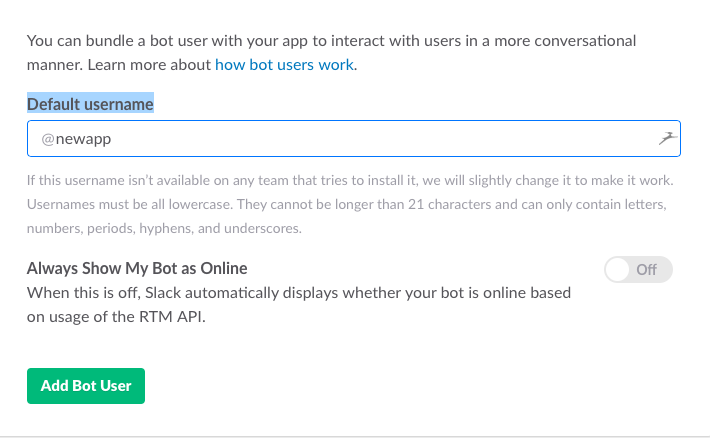 You can bundle a bot user with your app to interact with users in a more conversational
manner. Learn more about how bot users work.
Default username
@newapp
If this username isn’t available on any team that tries to install it, we will slightly change it to make it work.
Usernames must be all lowercase. They cannot be longer than 21 characters and can only contain letters,
numbers, periods, hyphens, and underscores.
Always Show My Bot as Online
Off
When this is off, Slack automatically displays whether your bot is online based
on usage of the RTM API.
Add Bot User